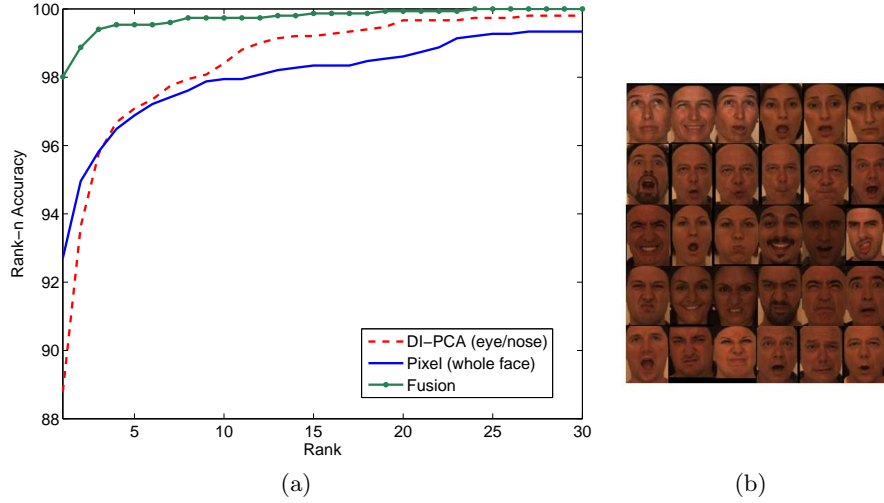 100
98
96
94
92
90
88
Rank−n Accuracy
5 10 15 20 25 30
Rank
DI−PCA (eye/nose)
Pixel (whole face)
Fusion
(a) (b)